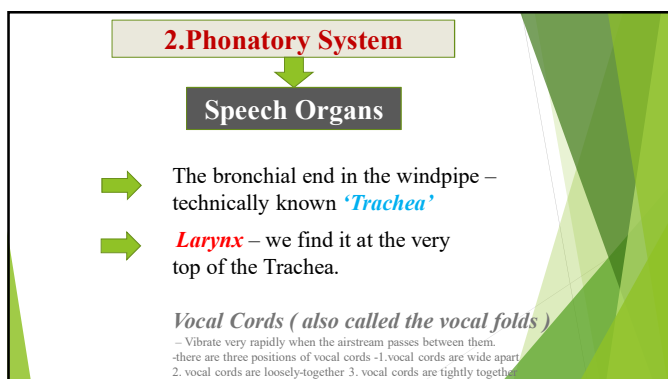 2.Phonatory System
Speech Organs
The bronchial end in the windpipe –
technically known ‘Trachea’
Larynx – we find it at the very
top of the Trachea.
Vocal Cords ( also called the vocal folds )
– Vibrate very rapidly when the airstream passes between them.
-there are three positions of vocal cords -1.vocal cords are wide apart
2. vocal cords are loosely-together 3. vocal cords are tightly together